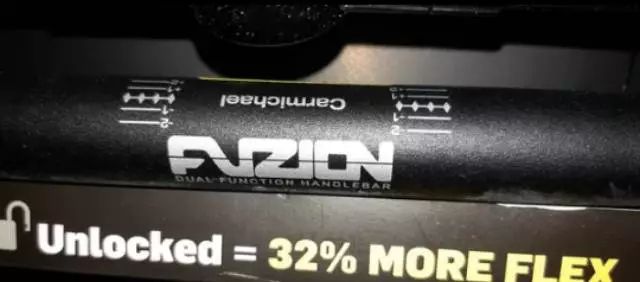 Carmichael
FUZION
DUAL-FUNCTION HANDLEBAR
Unlocked = 32% MORE FLEX